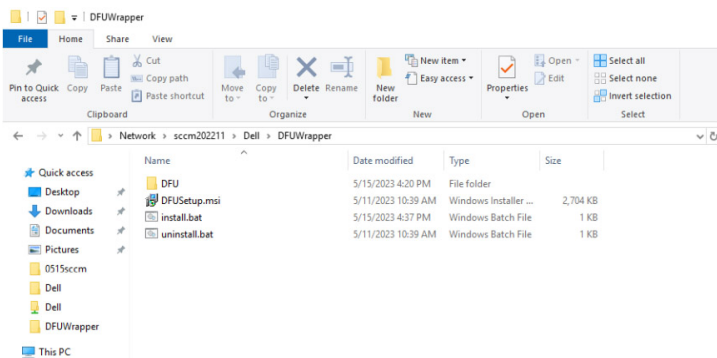 DFUWrapper
File Home Share View
Pin to Quick access
Copy
Paste
Cut
Copy path
Paste shortcut
Clipboard
Move to
Copy to
Delete
Rename
Organize
New folder
New item
Easy access
New
Properties
Open
Edit
Open
Select all
Select none
Invert selection
Select
Network > sccm202211 > Dell > DFUWrapper
Name Date modified Type Size
DFU 5/15/2023 4:20 PM File folder
DFUSetup.msi 5/11/2023 10:39 AM Windows Installer ... 2,704 KB
install.bat 5/15/2023 4:37 PM Windows Batch File 1 KB
uninstall.bat 5/11/2023 10:39 AM Windows Batch File 1 KB
Quick access
Desktop
Downloads
Documents
Pictures
0515sccm
Dell
Dell
DFUWrapper
This PC